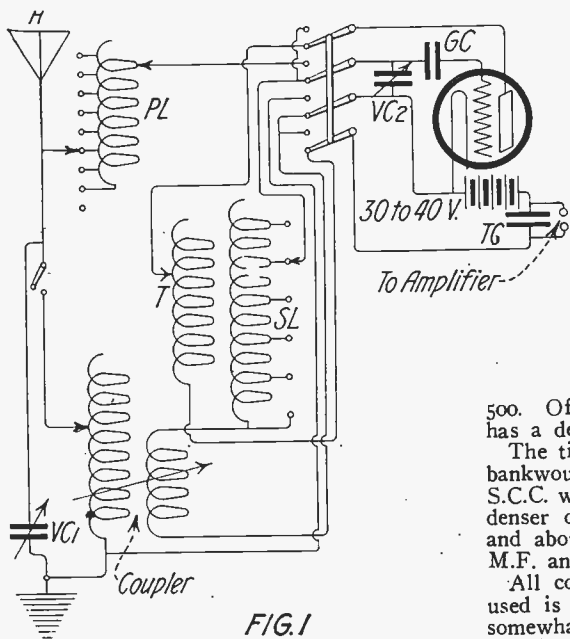 H
PL
GC
VC2
30 to 40 V.
TG
To Amplifier
T
SL
VC1
Coupler
FIG.1
500. Of
has a de
The ti
bankwou
S.C.C. w
denser o
and abou
M.F. an
All co
used is
somewha